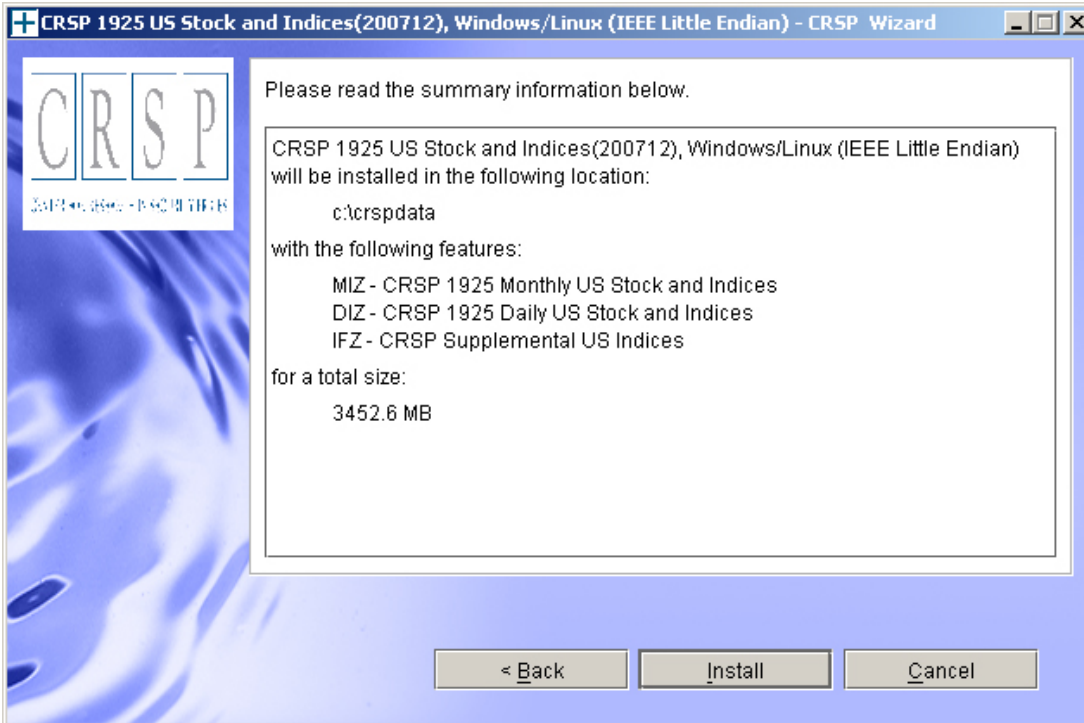 CRSP 1925 US Stock and Indices(200712), Windows/Linux (IEEE Little Endian) - CRSP Wizard
CRSP
Please read the summary information below.
CRSP 1925 US Stock and Indices(200712), Windows/Linux (IEEE Little Endian)
will be installed in the following location:
c:\crspdata
with the following features:
MIZ - CRSP 1925 Monthly US Stock and Indices
DIZ - CRSP 1925 Daily US Stock and Indices
IFZ - CRSP Supplemental US Indices
for a total size:
3452.6 MB
< Back
Install
Cancel